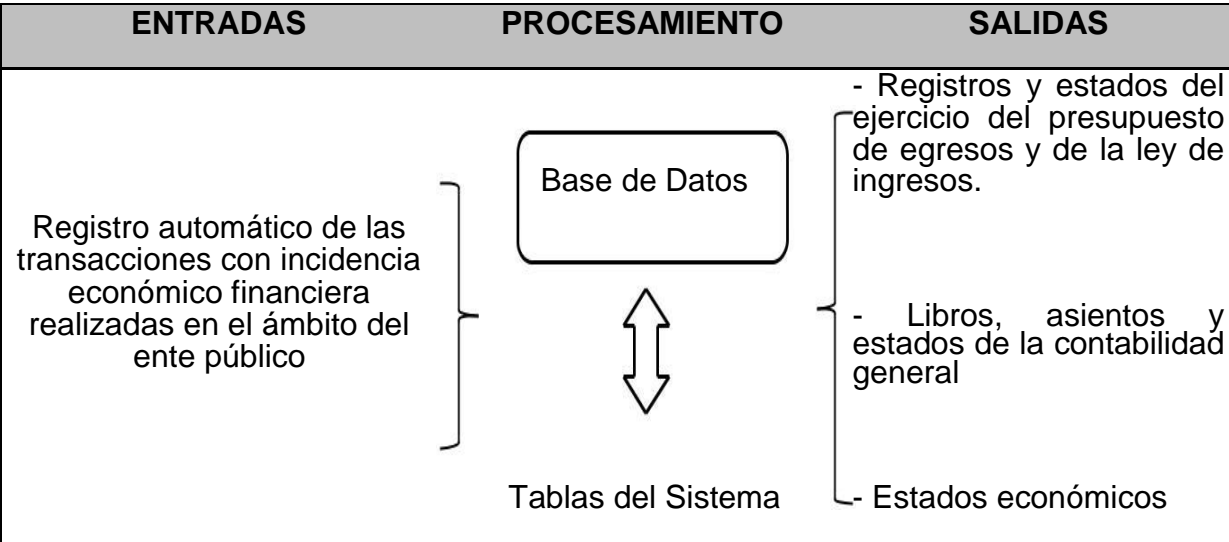 ENTRADAS
PROCESAMIENTO
SALIDAS
Registro automático de las
transacciones con incidencia
económico financiera
realizadas en el ámbito del
ente público
Base de Datos
Tablas del Sistema
- Registros y estados del
ejercicio del presupuesto
de egresos y de la ley de
ingresos.
- Libros, asientos y
estados de la contabilidad
general
- Estados económicos